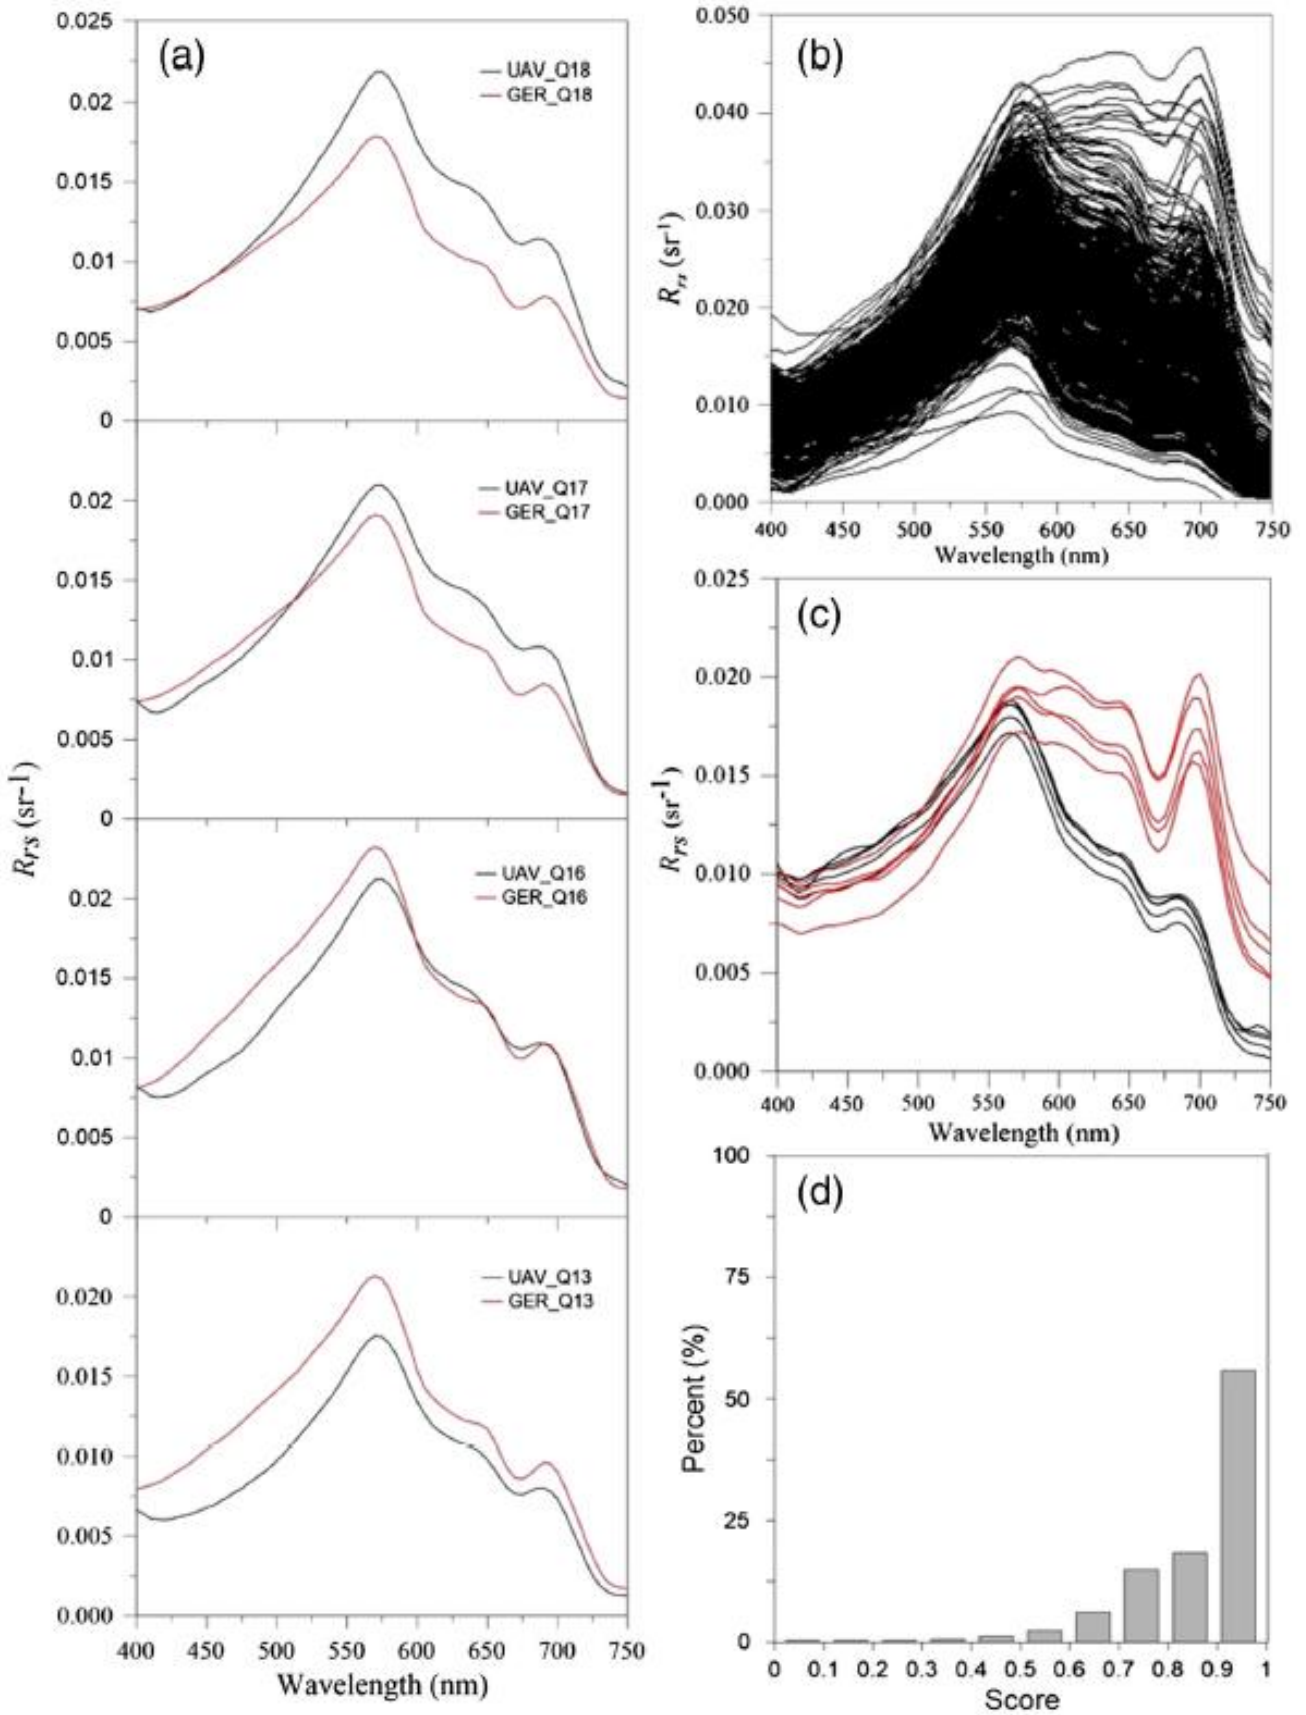 (a)
0.025
0.02
0.015
0.01
0.005
0
UAV_Q18
GER_Q18
0.02
0.015
0.01
0.005
0
UAV_Q17
GER_Q17
0.02
0.015
0.01
0.005
0
UAV_Q16
GER_Q16
0.020
0.015
0.010
0.005
0.000
UAV_Q13
GER_Q13
Rrs (sr-1)
400 450 500 550 600 650 700 750
Wavelength (nm)
(b)
0.050
0.040
0.030
0.020
0.010
0.000
Rrs (sr-1)
400 450 500 550 600 650 700 750
Wavelength (nm)
(c)
0.025
0.020
0.015
0.010
0.005
0.000
Rrs (sr-1)
400 450 500 550 600 650 700 750
Wavelength (nm)
(d)
100
75
50
25
0
Percent (%)
0 0.1 0.2 0.3 0.4 0.5 0.6 0.7 0.8 0.9 1
Score